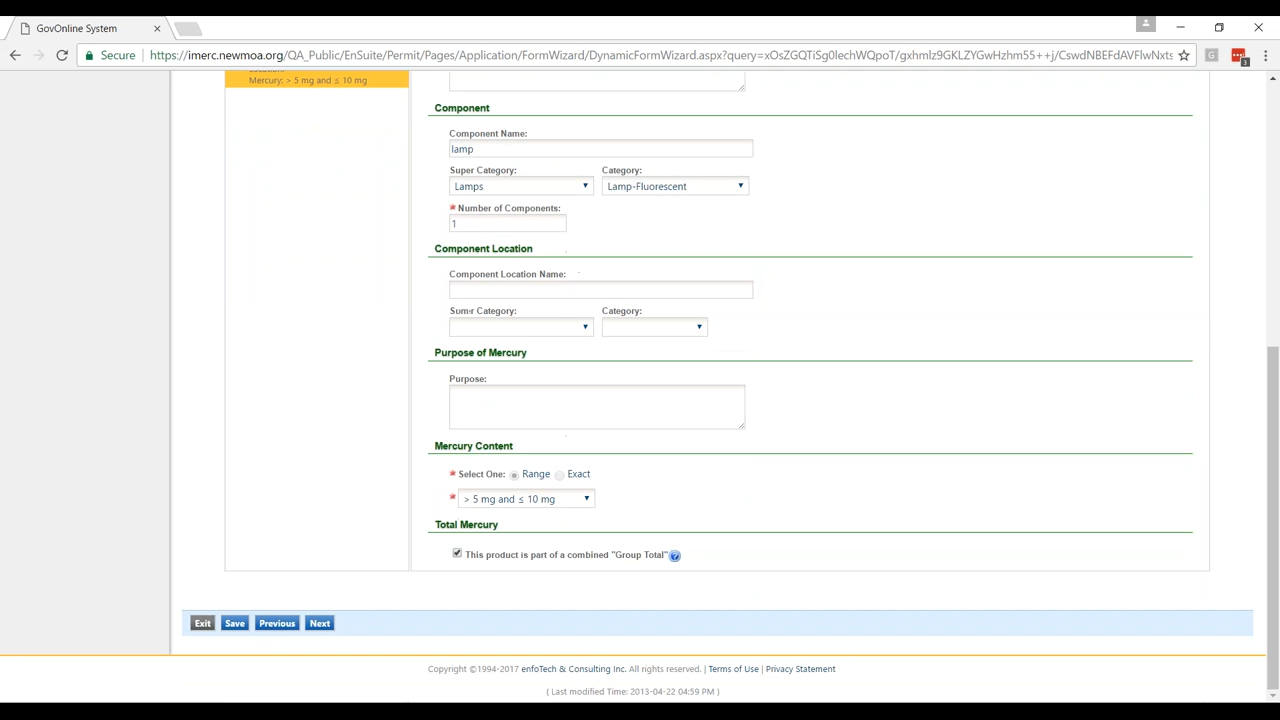 GovOnline System
Secure https://imerc.newmoa.org/QA_Public/EnSuite/Permit/Pages/Application/FormWizard/DynamicFormWizard.aspx?query=xOsZGQTiSg0lechWQpoT/gxhmlz9GKLZYGwHzhm55++j/CswdNBEFdAVFlwNxts
G
3
Mercury: > 5 mg and ≤ 10 mg
Component
Component Name:
lamp
Super Category: Category:
Lamps Lamp-Fluorescent
* Number of Components:
1
Component Location
Component Location Name:
Category: Category:
Purpose of Mercury
Purpose:
Mercury Content
* Select One: Range Exact
* > 5 mg and ≤ 10 mg
Total Mercury
This product is part of a combined "Group Total" ?
Exit Save Previous Next
Copyright ©1994-2017 enfoTech & Consulting Inc. All rights reserved. | Terms of Use | Privacy Statement
( Last modified Time: 2013-04-22 04:59 PM )